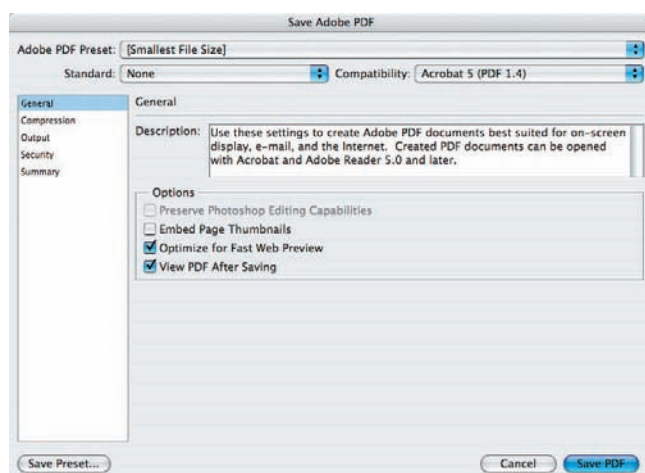 Save Adobe PDF
Adobe PDF Preset: [Smallest File Size]
Standard: None Compatibility: Acrobat 5 (PDF 1.4)
General
Compression
Output
Security
Summary
General
Description: Use these settings to create Adobe PDF documents best suited for on-screen
display, e-mail, and the Internet. Created PDF documents can be opened
with Acrobat and Adobe Reader 5.0 and later.
Options
Preserve Photoshop Editing Capabilities
Embed Page Thumbnails
Optimize for Fast Web Preview
View PDF After Saving
Save Preset... Cancel Save PDF